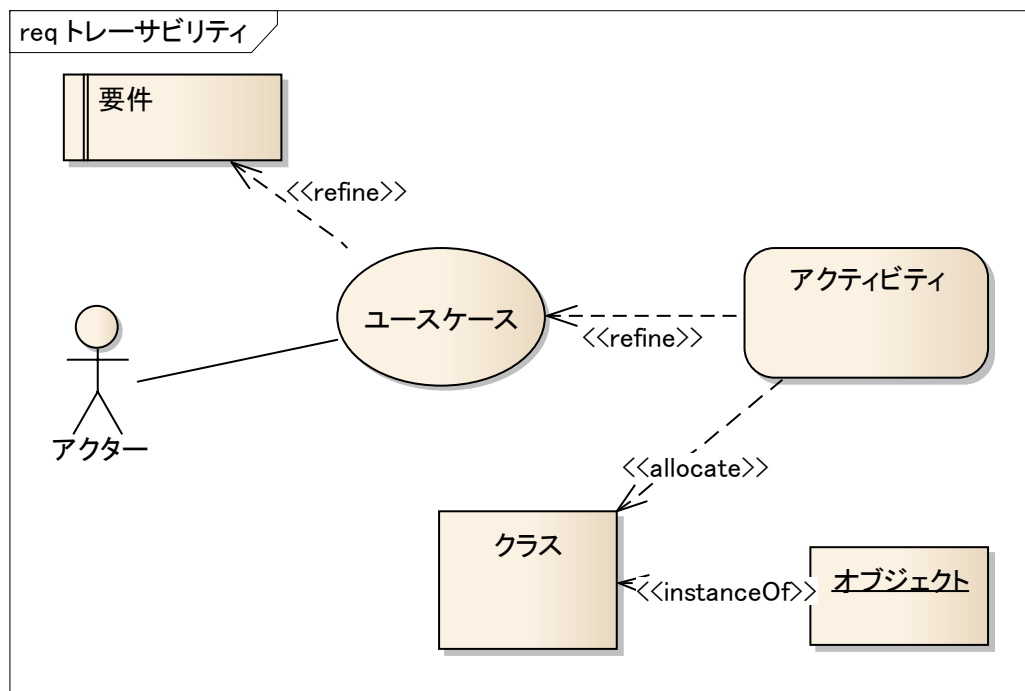 req トレーサビリティ
要件
<<refine>>
ユースケース
アクティビティ
<<refine>>
アクター
<<allocate>>
クラス
<<instanceOf>>
オブジェクト